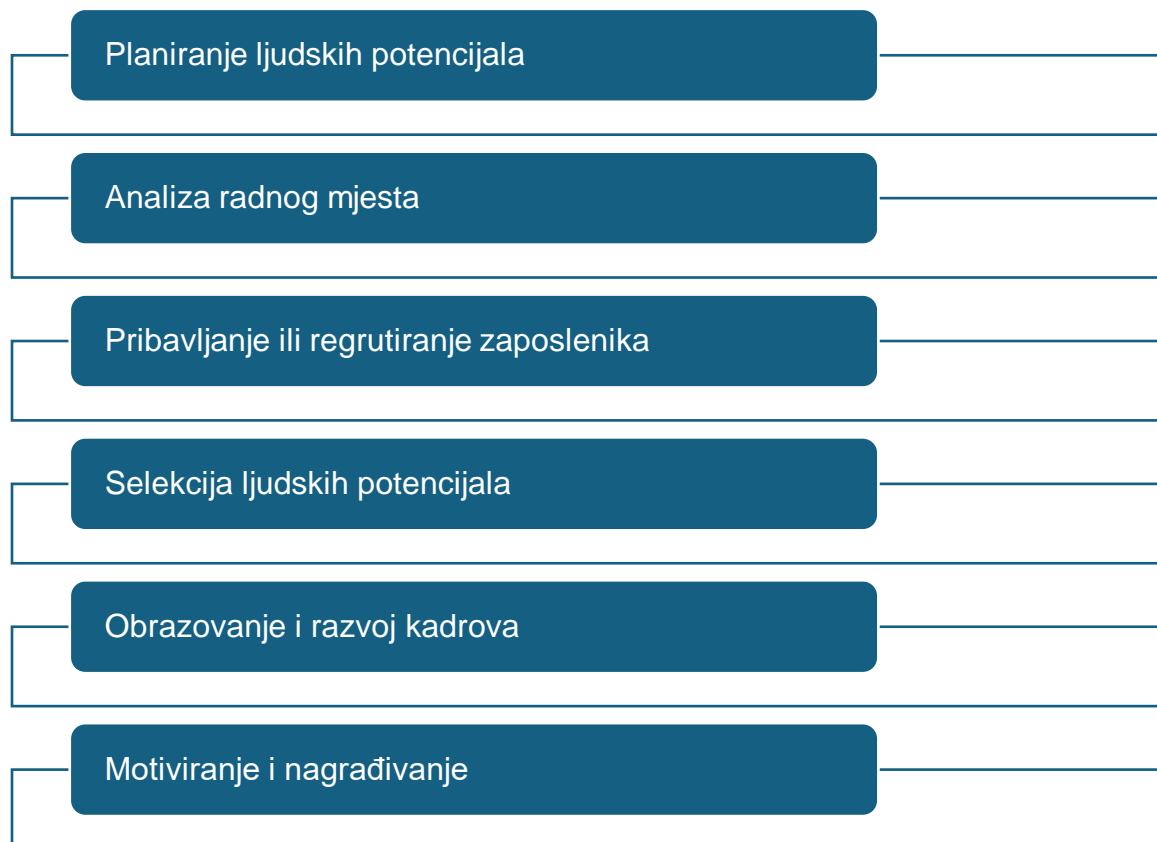 Planiranje ljudskih potencijala
Analiza radnog mjesta
Pribavljanje ili regrutiranje zaposlenika
Selekcija ljudskih potencijala
Obrazovanje i razvoj kadrova
Motiviranje i nagrađivanje